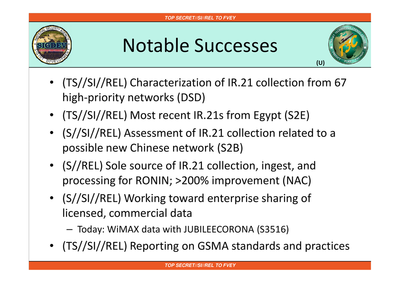 TOP SECRET//SI//REL TO FVEY
SIGDEV
Notable Successes
(U)
• (TS//SI//REL) Characterization of IR.21 collection from 67
high-priority networks (DSD)
• (TS//SI//REL) Most recent IR.21s from Egypt (S2E)
• (S//SI//REL) Assessment of IR.21 collection related to a
possible new Chinese network (S2B)
• (S//REL) Sole source of IR.21 collection, ingest, and
processing for RONIN; >200% improvement (NAC)
• (S//SI//REL) Working toward enterprise sharing of
licensed, commercial data
– Today: WiMAX data with JUBILEECORONA (S3516)
• (TS//SI//REL) Reporting on GSMA standards and practices
TOP SECRET//SI//REL TO FVEY